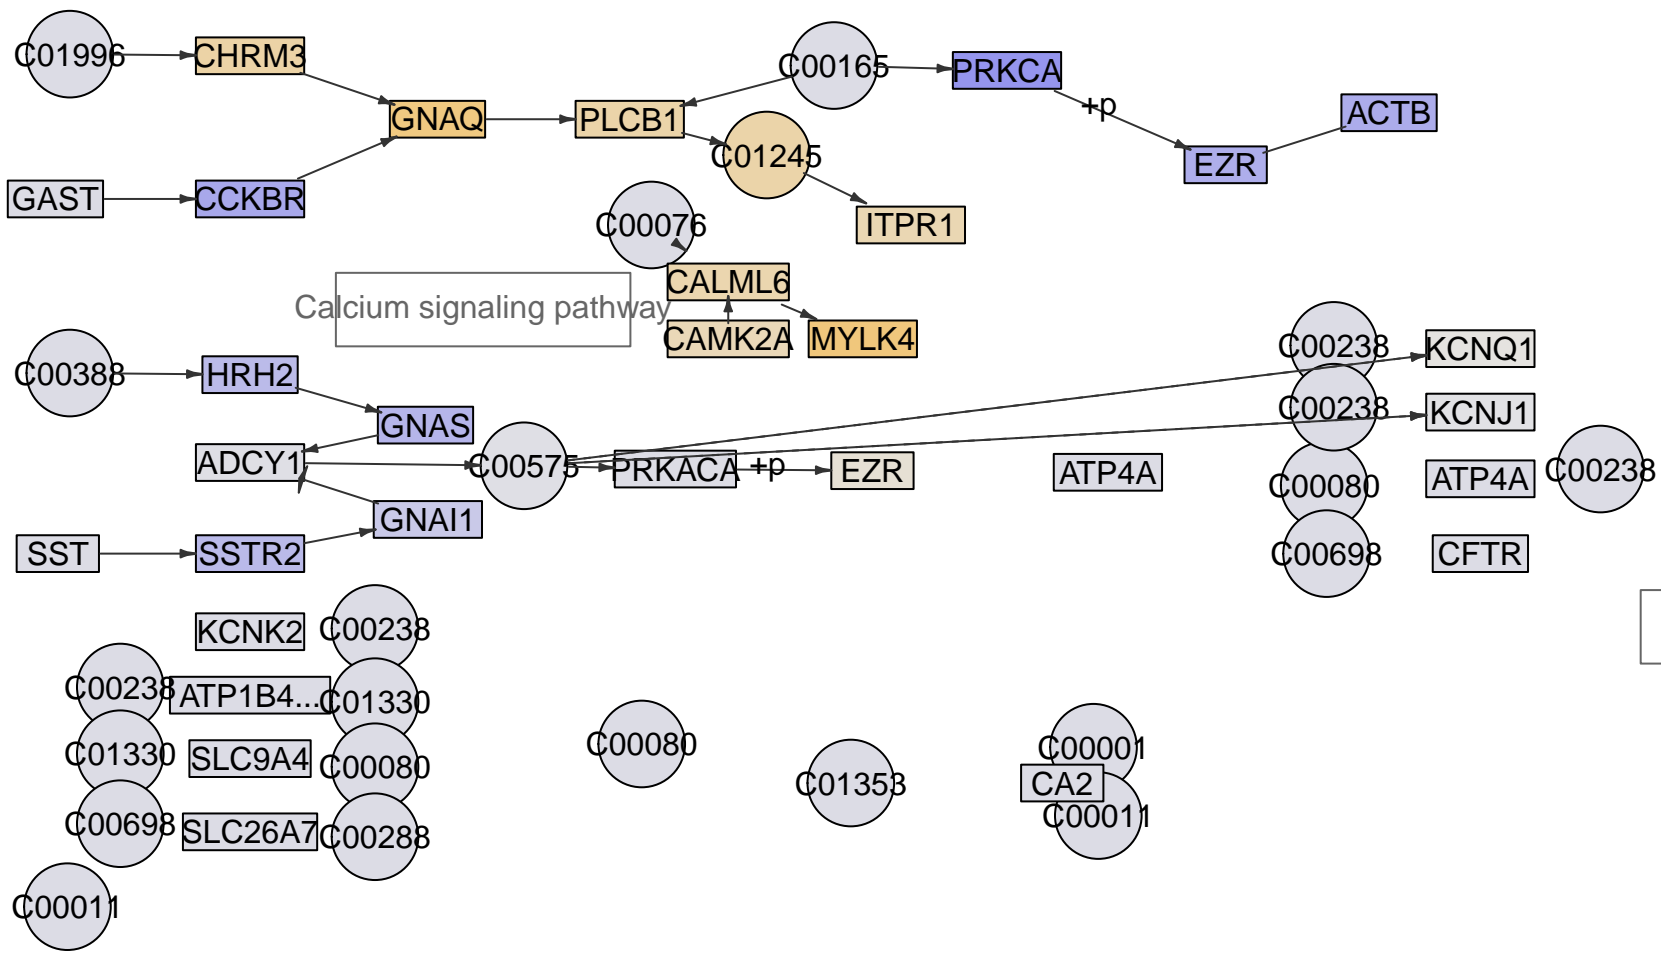 C01996
CHRM3
C00165
PRKCA
GNAQ
PLCB1
+p
ACTB
C01245
EZR
GAST
CCKBR
C00076
ITPR1
CALML6
Calcium signaling pathway
CAMK2A
MYLK4
C00238
KCNQ1
C00388
HRH2
C00238
KCNJ1
GNAS
ADCY1
C00575
PRKACA
+p
EZR
ATP4A
C00080
ATP4A
C00238
GNAI1
SST
SSTR2
C00698
CFTR
KCNK2
C00238
C00238
ATP1B4...
C01330
C01330
SLC9A4
C00080
C00080
C01353
C00001
CA2
C00011
C00698
SLC26A7
C00288
C00011